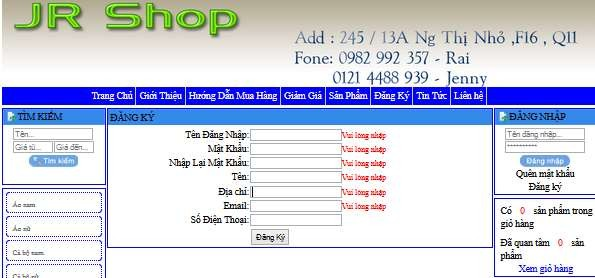 JR Shop
Add : 245 / 13A Ng Thị Nhỏ ,F16 , Q11
Fone: 0982 992 357 - Rai
0121 4488 939 - Jenny
Trang Chủ Giới Thiệu Hướng Dẫn Mua Hàng Giảm Giá Sản Phẩm Đăng Ký Tin Tức Liên hệ
TÌM KIẾM
Tên...
Giá từ... Giá đến...
Tìm kiếm
Áo nam
Áo nữ
Cả bộ nam
Cả bộ nữ
ĐĂNG KÝ
Tên Đăng Nhập: Vui lòng nhập
Mật Khẩu: Vui lòng nhập
Nhập Lại Mật Khẩu: Vui lòng nhập
Tên: Vui lòng nhập
Địa chỉ: Vui lòng nhập
Email: Vui lòng nhập
Số Điện Thoại:
Đăng Ký
ĐĂNG NHẬP
Tên đăng nhập...
**********
Đăng nhập
Quên mật khẩu
Đăng ký
Có 0 sản phẩm trong
giỏ hàng
Đã quan tâm 0 sản
phẩm
Xem giỏ hàng